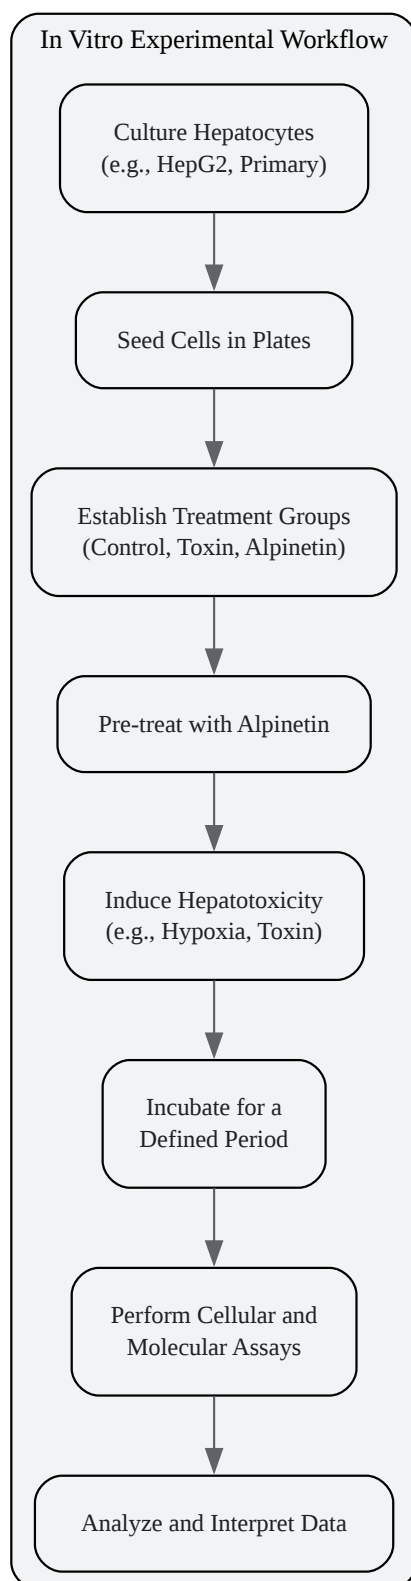 In Vitro Experimental Workflow
Culture Hepatocytes
(e.g., HepG2, Primary)
Seed Cells in Plates
Establish Treatment Groups
(Control, Toxin, Alpinetin)
Pre-treat with Alpinetin
Induce Hepatotoxicity
(e.g., Hypoxia, Toxin)
Incubate for a
Defined Period
Perform Cellular and
Molecular Assays
Analyze and Interpret Data